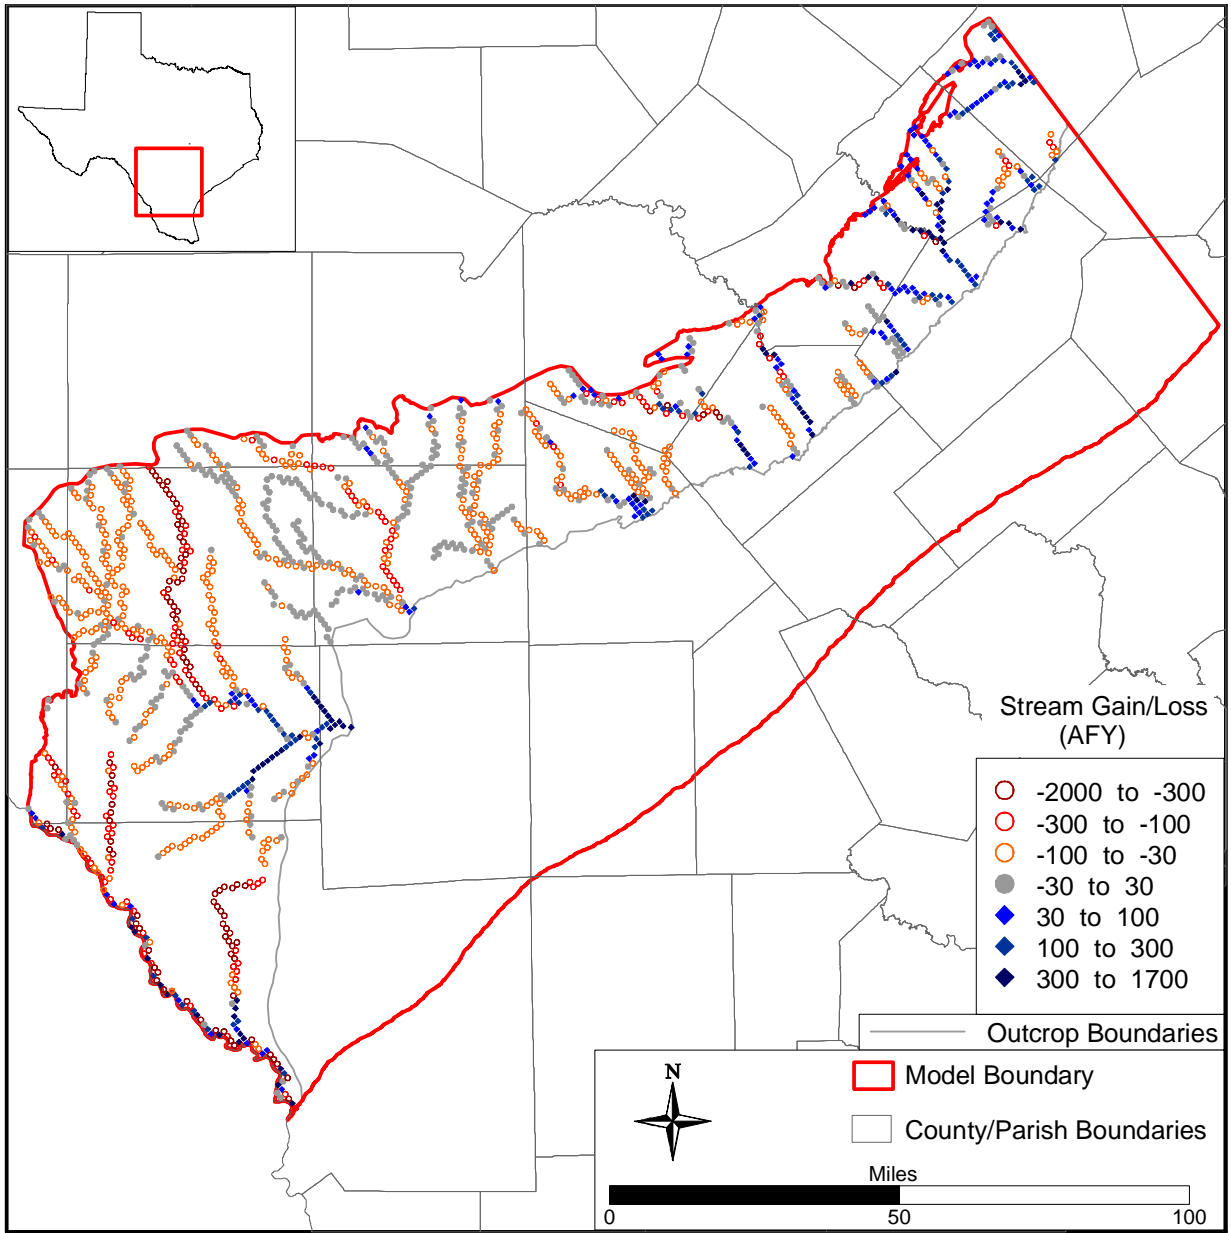 Stream Gain/Loss
(AFY)
-2000 to -300
-300 to -100
-100 to -30
-30 to 30
30 to 100
100 to 300
300 to 1700
Outcrop Boundaries
N
Model Boundary
County/Parish Boundaries
Miles
0 50 100